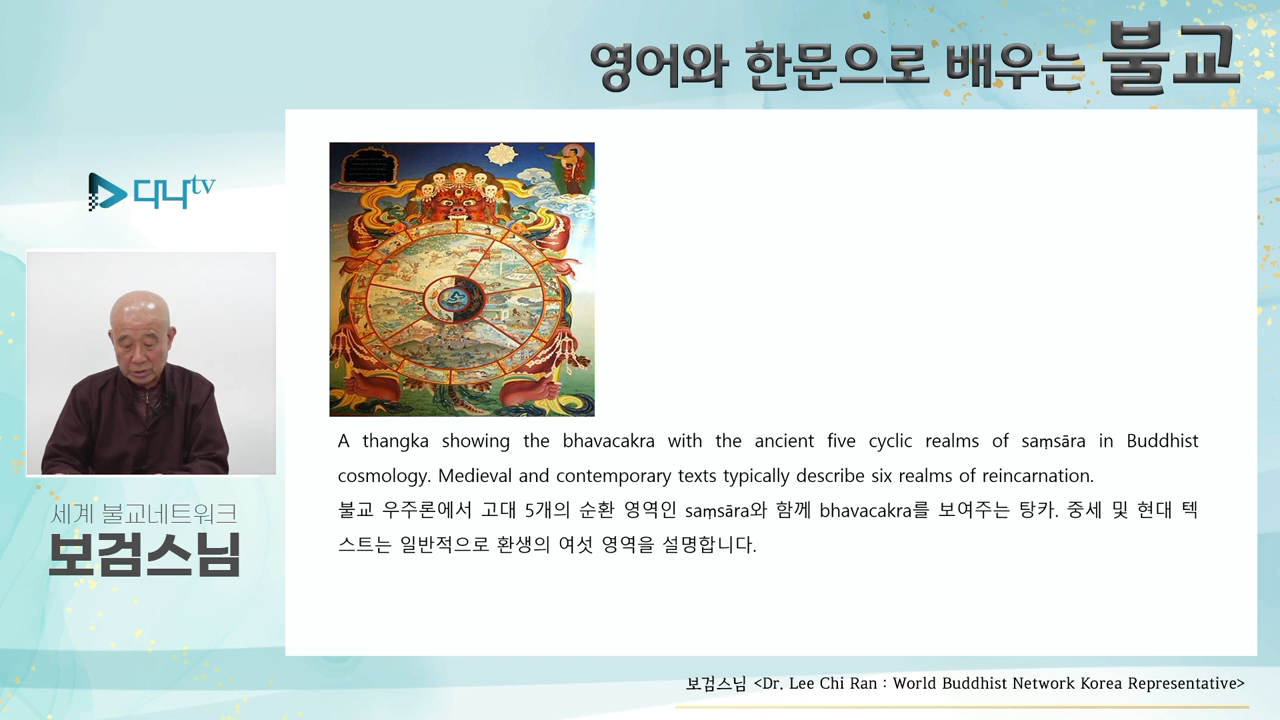 영어와 한문으로 배우는 불교
디나tv
A thangka showing the bhavacakra with the ancient five cyclic realms of saṃsāra in Buddhist
cosmology. Medieval and contemporary texts typically describe six realms of reincarnation.
불교 우주론에서 고대 5개의 순환 영역인 saṃsāra와 함께 bhavacakra를 보여주는 탕카. 중세 및 현대 텍
스트는 일반적으로 환생의 여섯 영역을 설명합니다.
세계 불교네트워크
보검스님
보검스님 <Dr. Lee Chi Ran : World Buddhist Network Korea Representative>